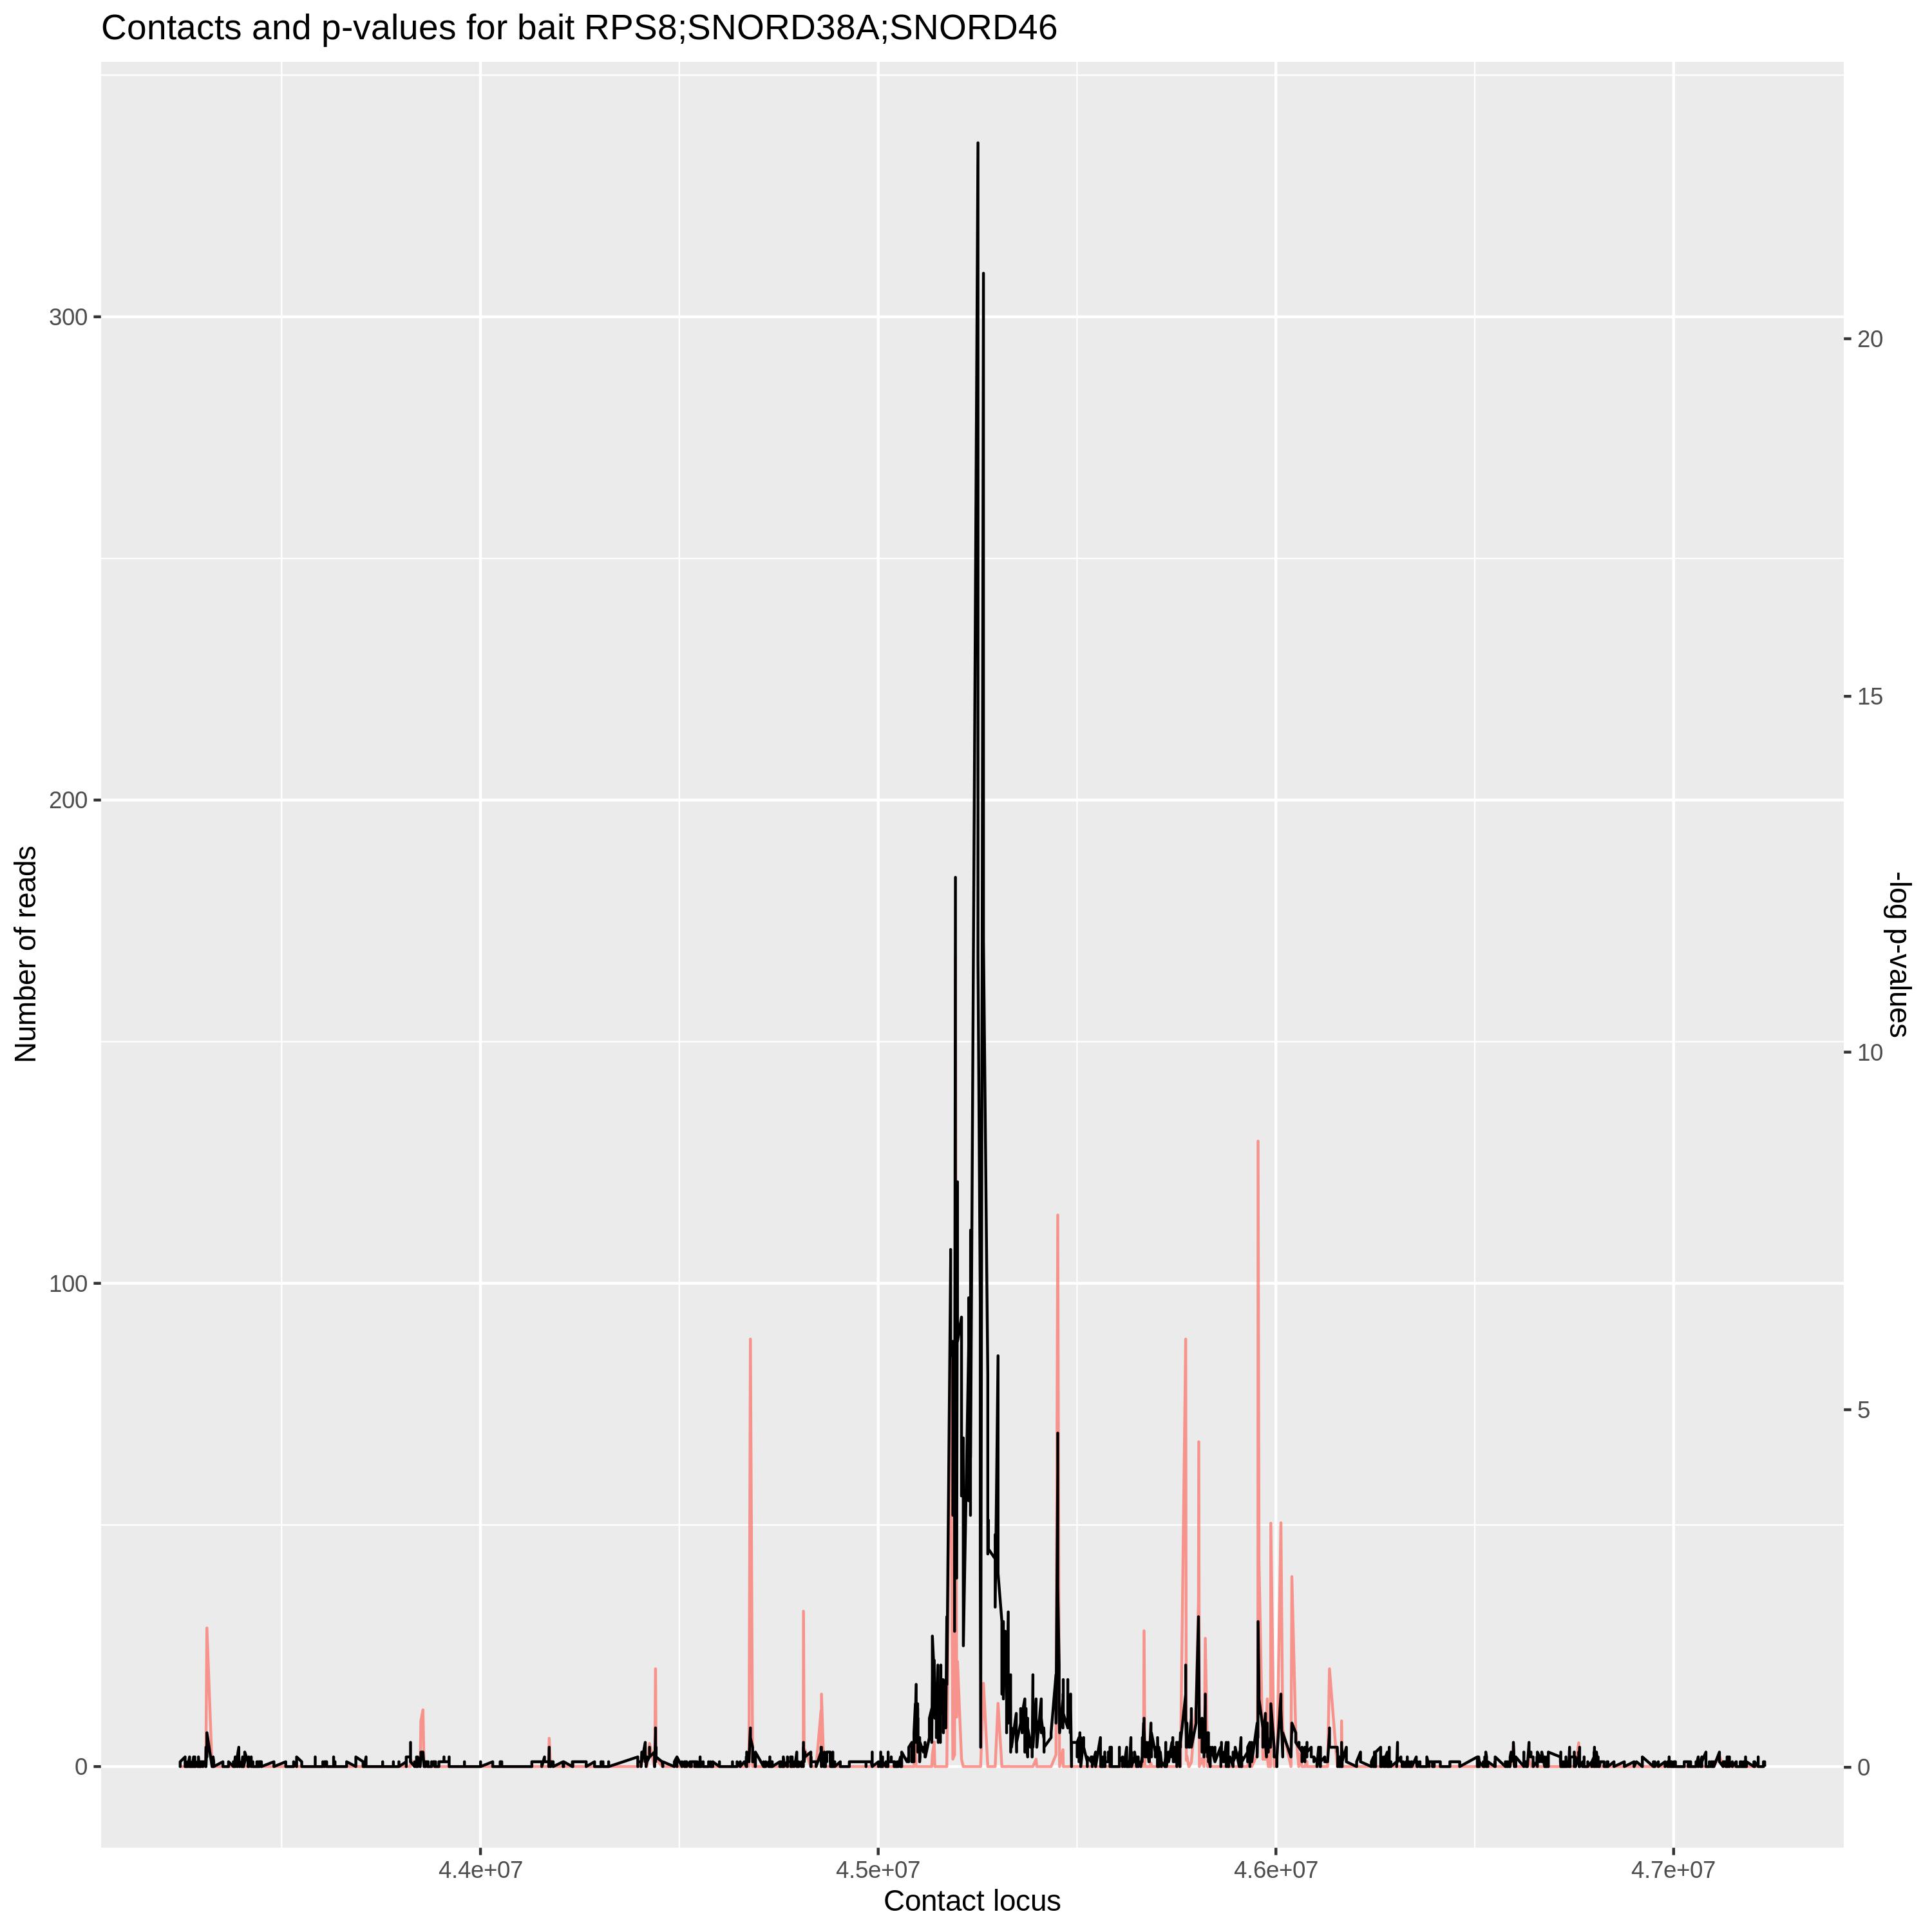 Contacts and p-values for bait RPS8;SNORD38A;SNORD46
Number of reads
300
200
100
0
20
15
10
5
0
-log p-values
4.4e+07
4.5e+07
4.6e+07
4.7e+07
Contact locus